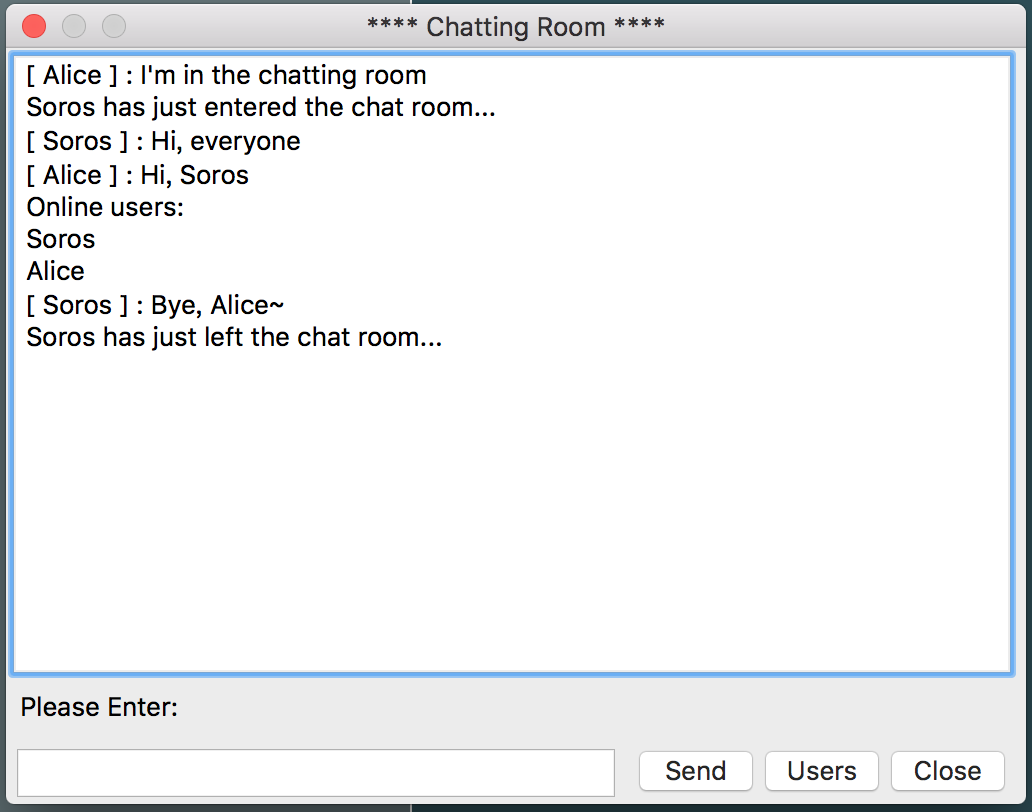 **** Chatting Room ****
[ Alice ] : I'm in the chatting room
Soros has just entered the chat room...
[ Soros ] : Hi, everyone
[ Alice ] : Hi, Soros
Online users:
Soros
Alice
[ Soros ] : Bye, Alice~
Soros has just left the chat room...
Please Enter:
Send Users Close